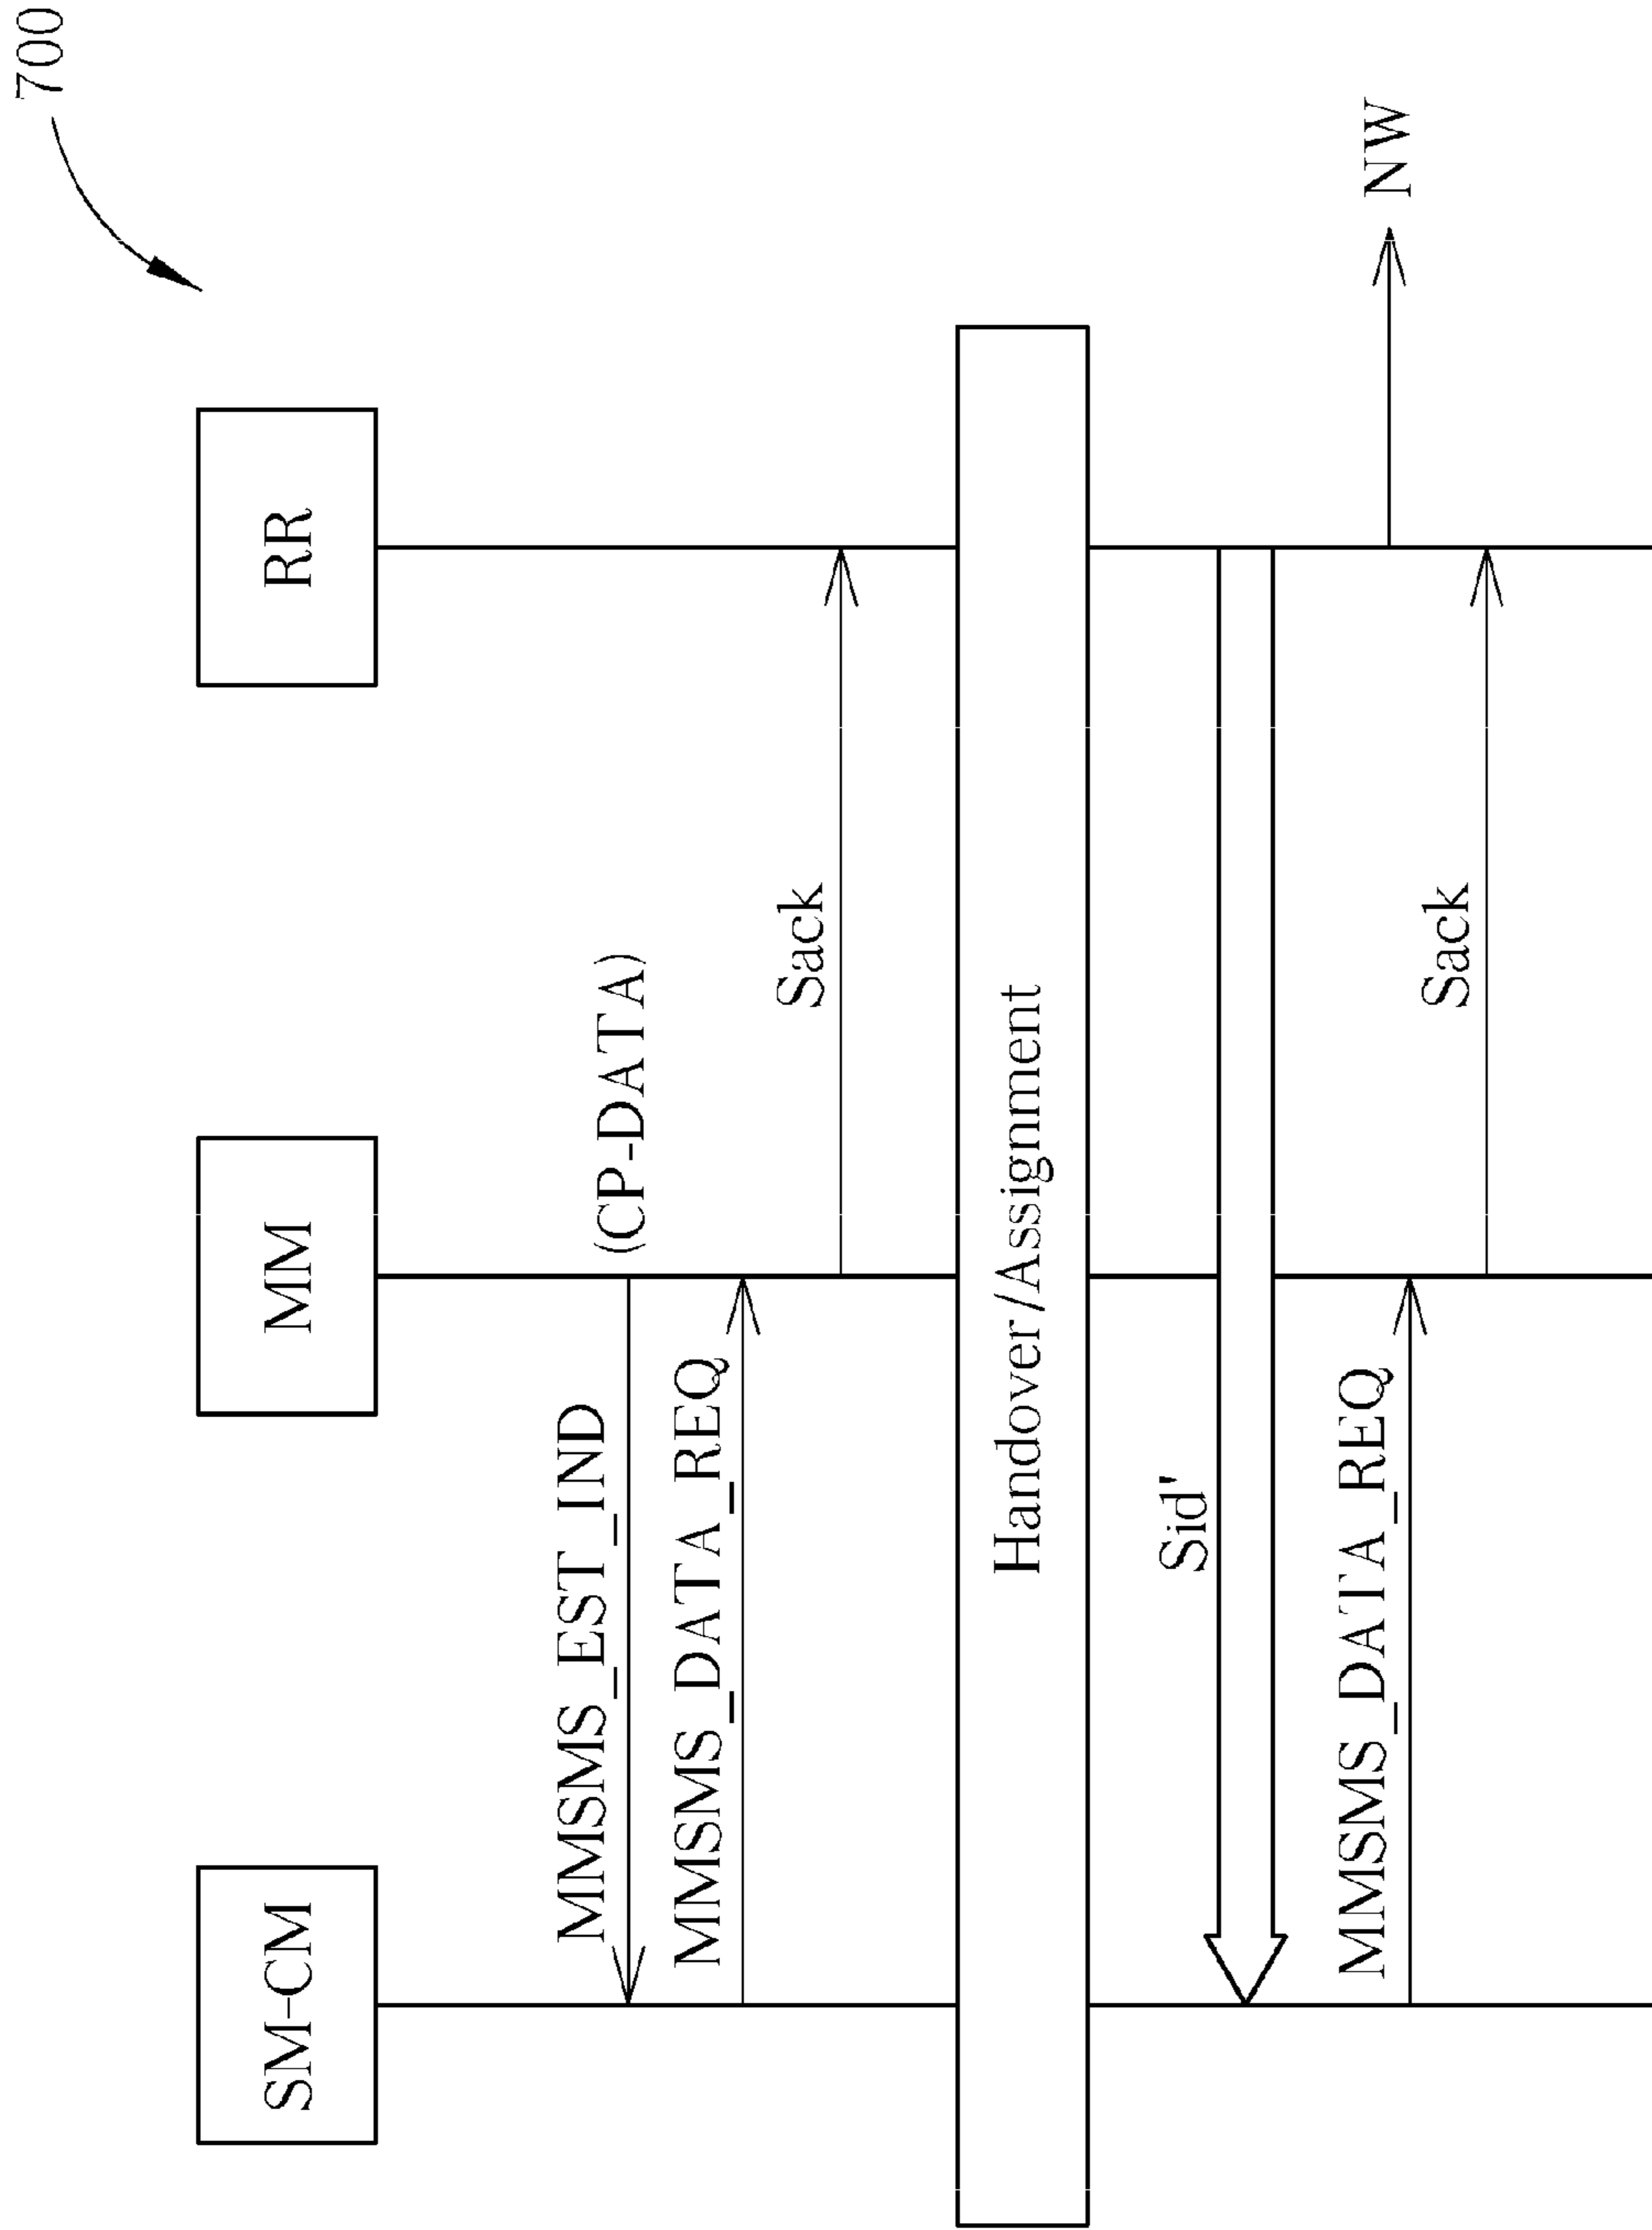 700
SM-CM
MM
RR
MMSMS_EST_IND
(CP-DATA)
MMSMS_DATA_REQ
Sack
Handover/Assignment
Sid'
MMSMS_DATA_REQ
NW
Sack